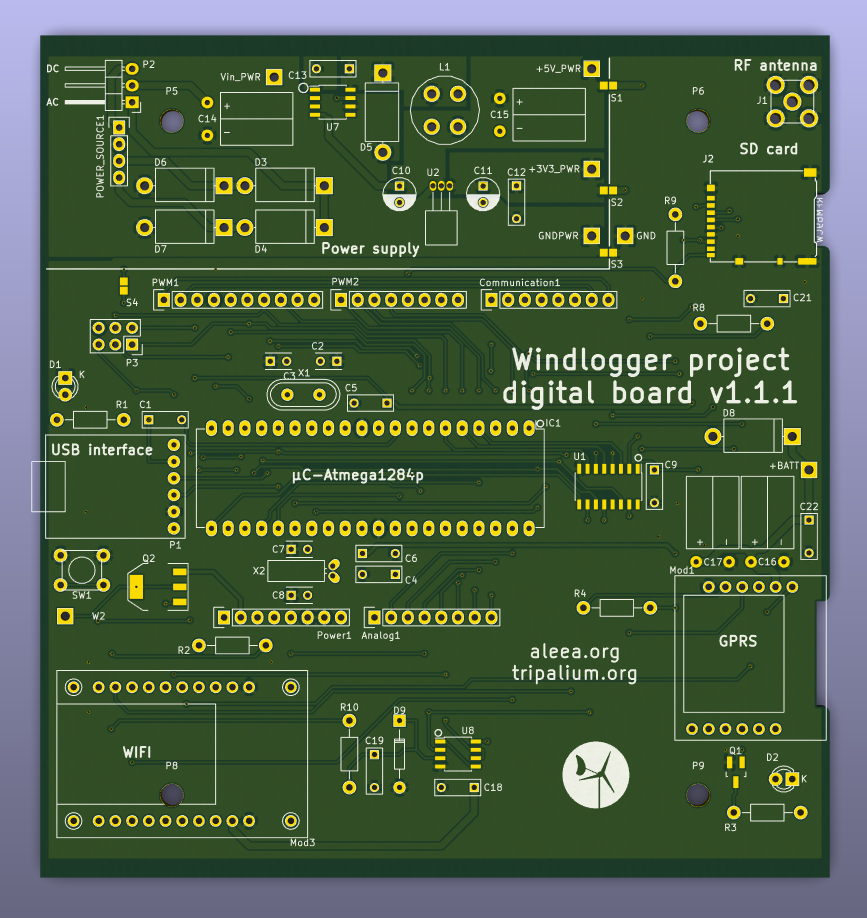 DC
P2
AC
P5
Vin_PWR
C13
+
C14
−
U7
D5
L1
+5V_PWR
S1
+
C15
−
P6
RF antenna
J1
SD card
J2
POWER_SOURCE1
D6
D3
D7
D4
C10
U2
C11
+3V3_PWR
C12
S2
R9
GNDPWR
GND
Power supply
S3
S4
PWM1
PWM2
Communication1
C21
R8
P3
D1
K
C2
X1
C3
C5
Windlogger project
digital board v1.1.1
R1
C1
D8
USB interface
IC1
µC-Atmega1284p
U1
C9
+BATT
C22
+
−
+
−
P1
C7
C6
Q2
X2
C4
C17
C16
Mod1
SW1
C8
W2
R4
Power1
Analog1
R2
GPRS
aleea.org
tripalium.org
WIFI
R10
D9
U8
C19
C18
P8
P9
Q1
D2
K
R3
Mod3